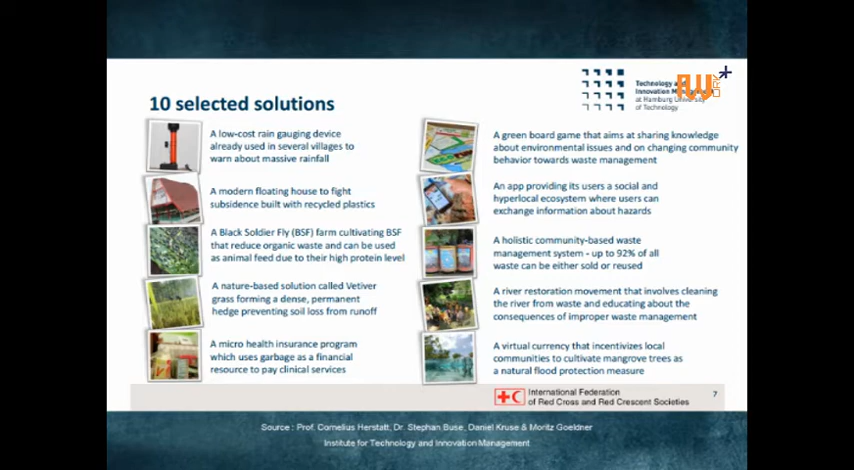 10 selected solutions
Technology and
Innovation Management
at Hamburg University
of Technology
A low-cost rain gauging device
already used in several villages to
warn about massive rainfall
A modern floating house to fight
subsidence built with recycled plastics
A Black Soldier Fly (BSF) farm cultivating BSF
that reduce organic waste and can be used
as animal feed due to their high protein level
A nature-based solution called Vetiver
grass forming a dense, permanent
hedge preventing soil loss from runoff
A micro health insurance program
which uses garbage as a financial
resource to pay clinical services
A green board game that aims at sharing knowledge
about environmental issues and on changing community
behavior towards waste management
An app providing its users a social and
hyperlocal ecosystem where users can
exchange information about hazards
A holistic community-based waste
management system - up to 92% of all
waste can be either sold or reused
A river restoration movement that involves cleaning
the river from waste and educating about the
consequences of improper waste management
A virtual currency that incentivizes local
communities to cultivate mangrove trees as
a natural flood protection measure
International Federation
of Red Cross and Red Crescent Societies
7
Source : Prof. Cornelius Herstatt, Dr. Stephan Buse, Daniel Kruse & Moritz Goeldner
Institute for Technology and Innovation Management